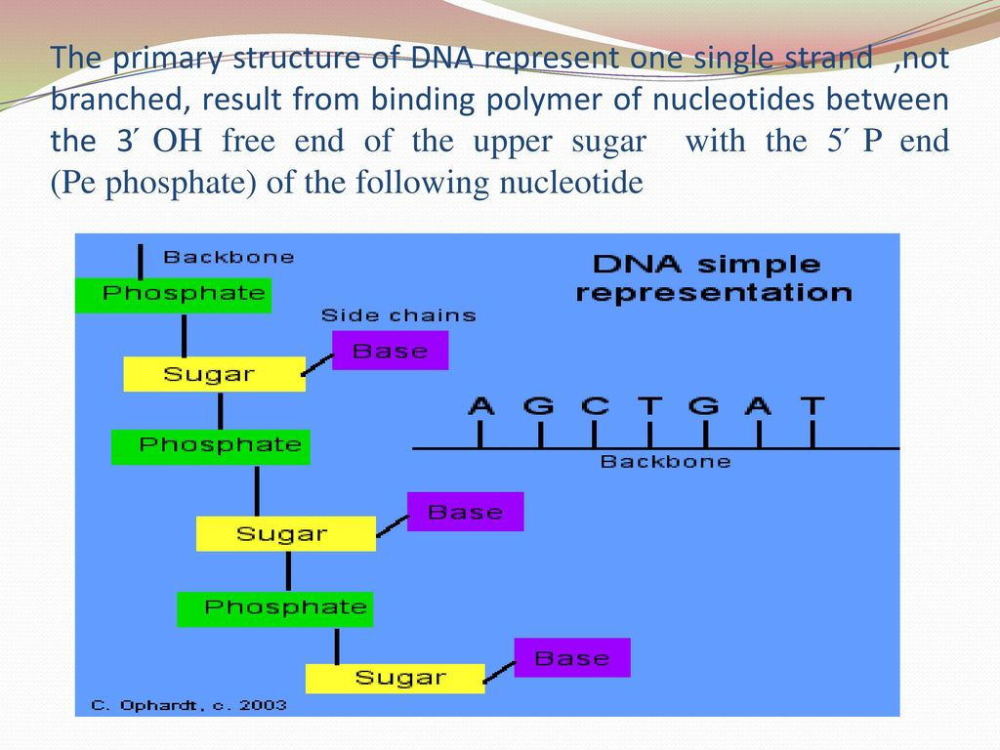 The primary structure of DNA represent one single strand ,not
branched, result from binding polymer of nucleotides between
the 3´ OH free end of the upper sugar with the 5´ P end
(Pe phosphate) of the following nucleotide
Backbone
DNA simple
representation
Phosphate
Side chains
Base
Sugar
A G C T G A T
Backbone
Phosphate
Base
Sugar
Phosphate
Base
Sugar
C. Ophardt, c. 2003